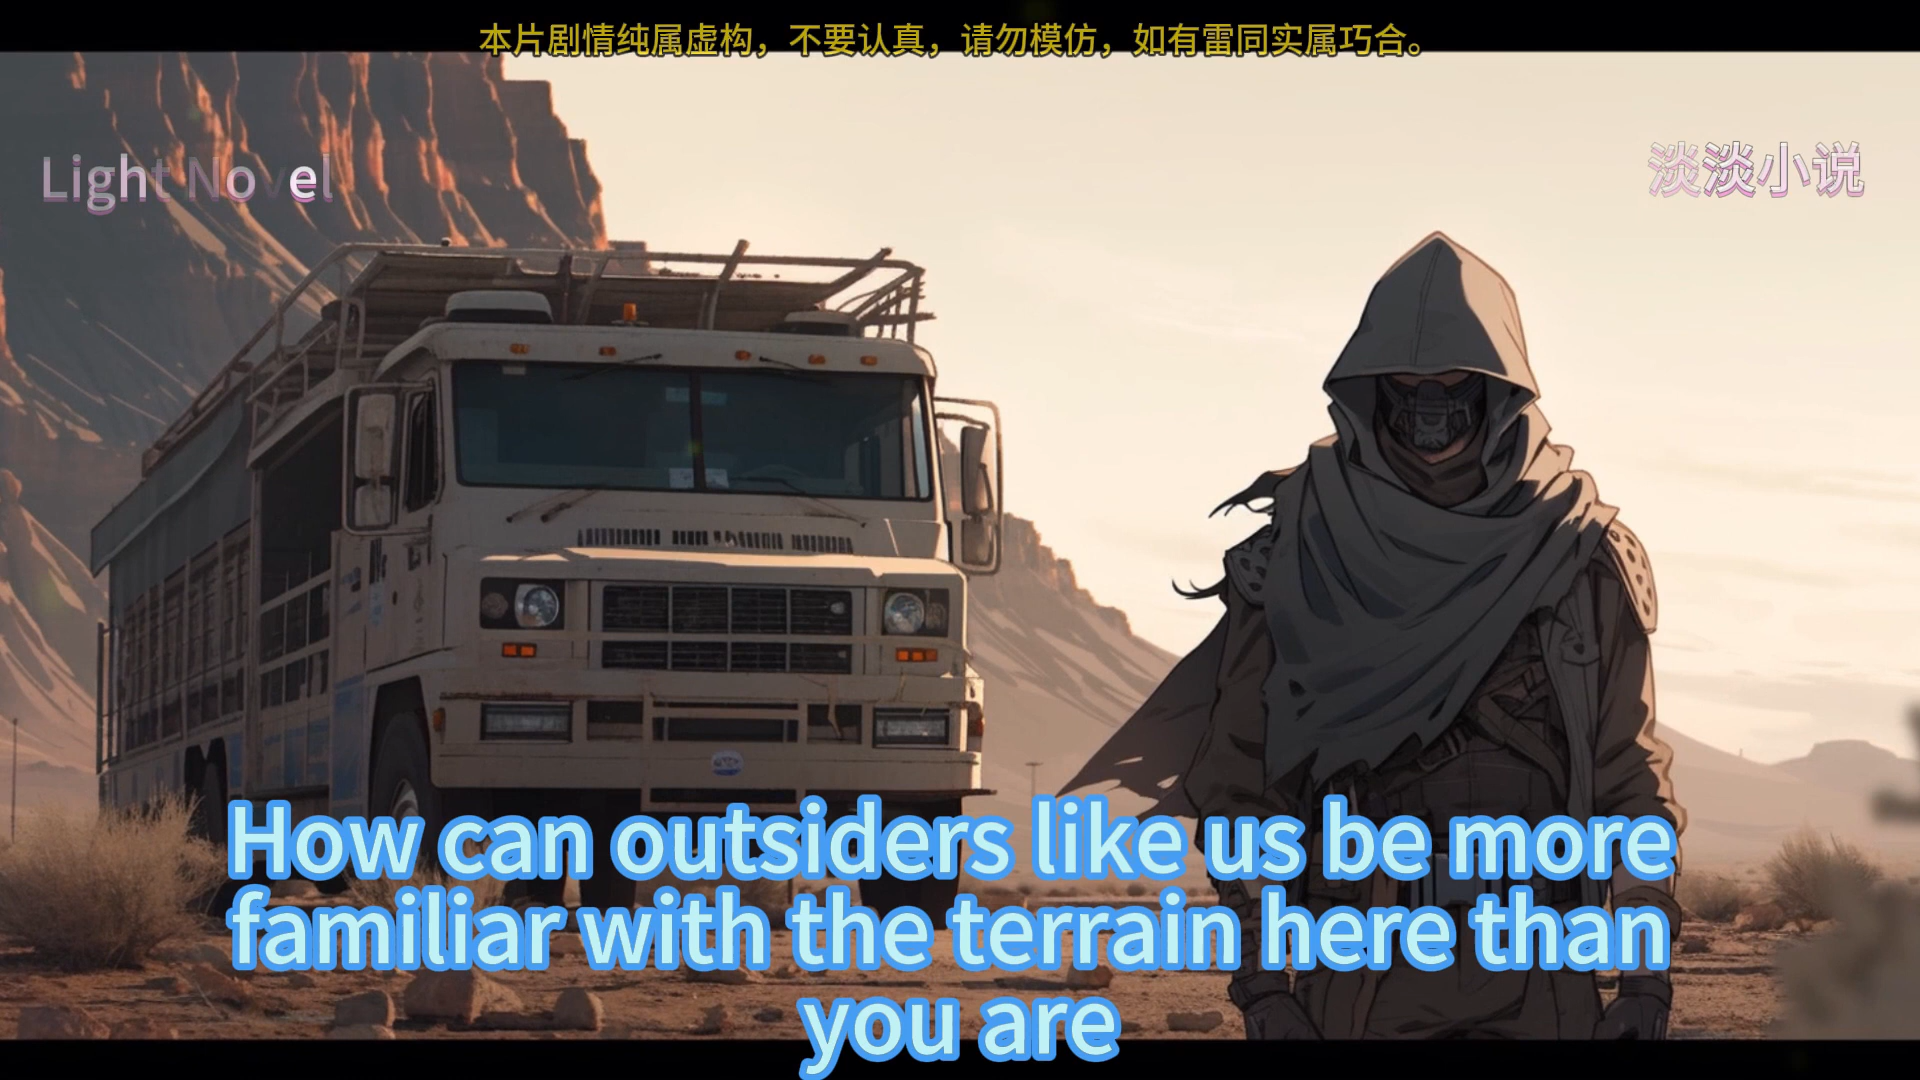 本片剧情纯属虚构，不要认真，请勿模仿，如有雷同实属巧合。
Light Novel
淡淡小说
How can outsiders like us be more
familiar with the terrain here than
you are